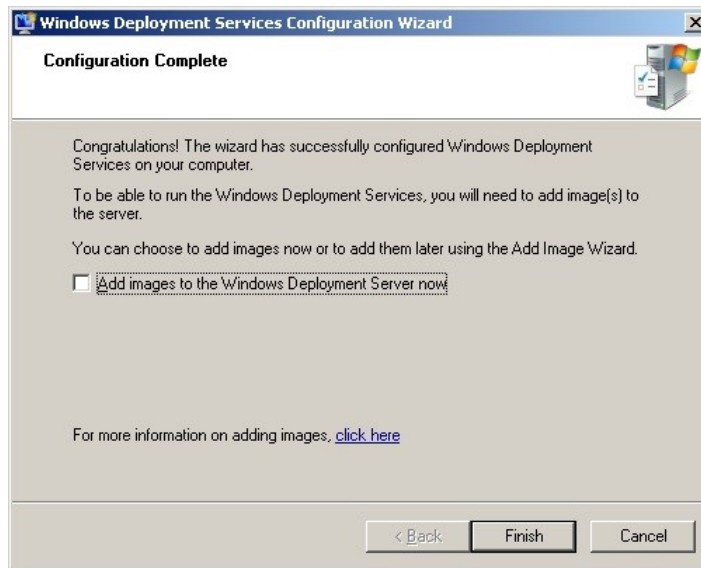 Windows Deployment Services Configuration Wizard
Configuration Complete
Congratulations! The wizard has successfully configured Windows Deployment
Services on your computer.
To be able to run the Windows Deployment Services, you will need to add image(s) to
the server.
You can choose to add images now or to add them later using the Add Image Wizard.
Add images to the Windows Deployment Server now
For more information on adding images, click here
< Back
Finish
Cancel